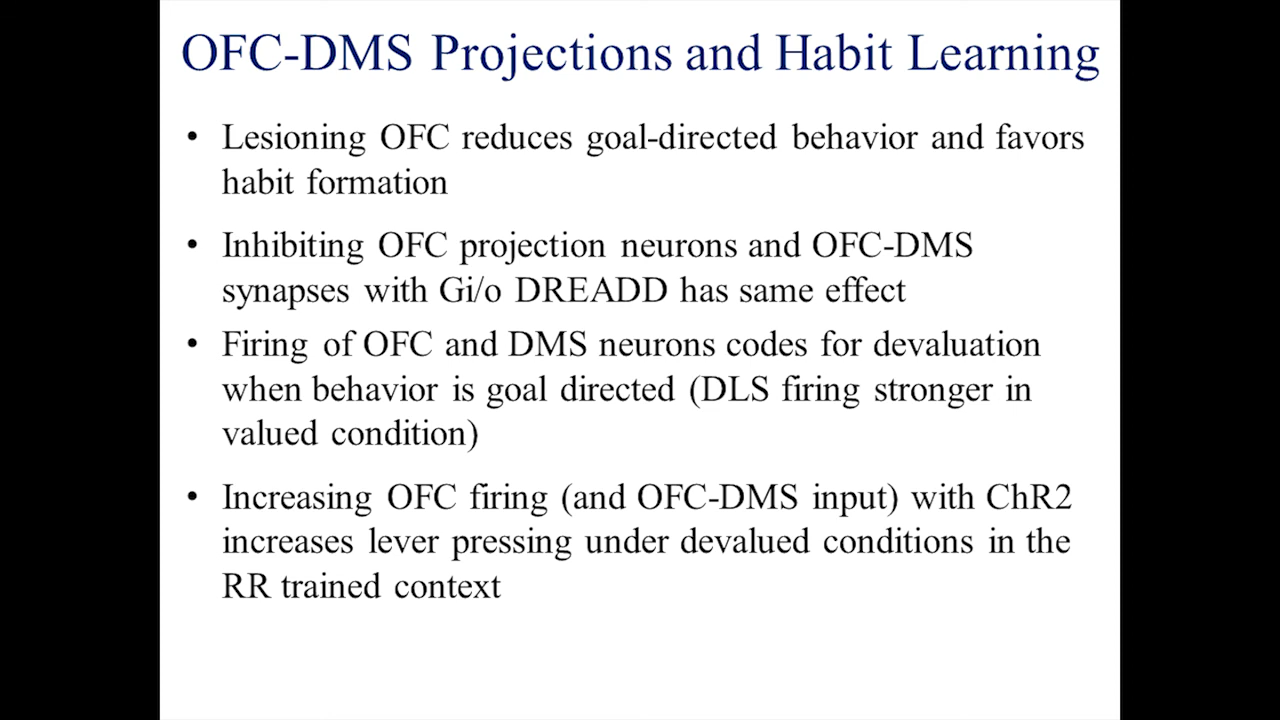 OFC-DMS Projections and Habit Learning
• Lesioning OFC reduces goal-directed behavior and favors
habit formation
• Inhibiting OFC projection neurons and OFC-DMS
synapses with Gi/o DREADD has same effect
• Firing of OFC and DMS neurons codes for devaluation
when behavior is goal directed (DLS firing stronger in
valued condition)
• Increasing OFC firing (and OFC-DMS input) with ChR2
increases lever pressing under devalued conditions in the
RR trained context